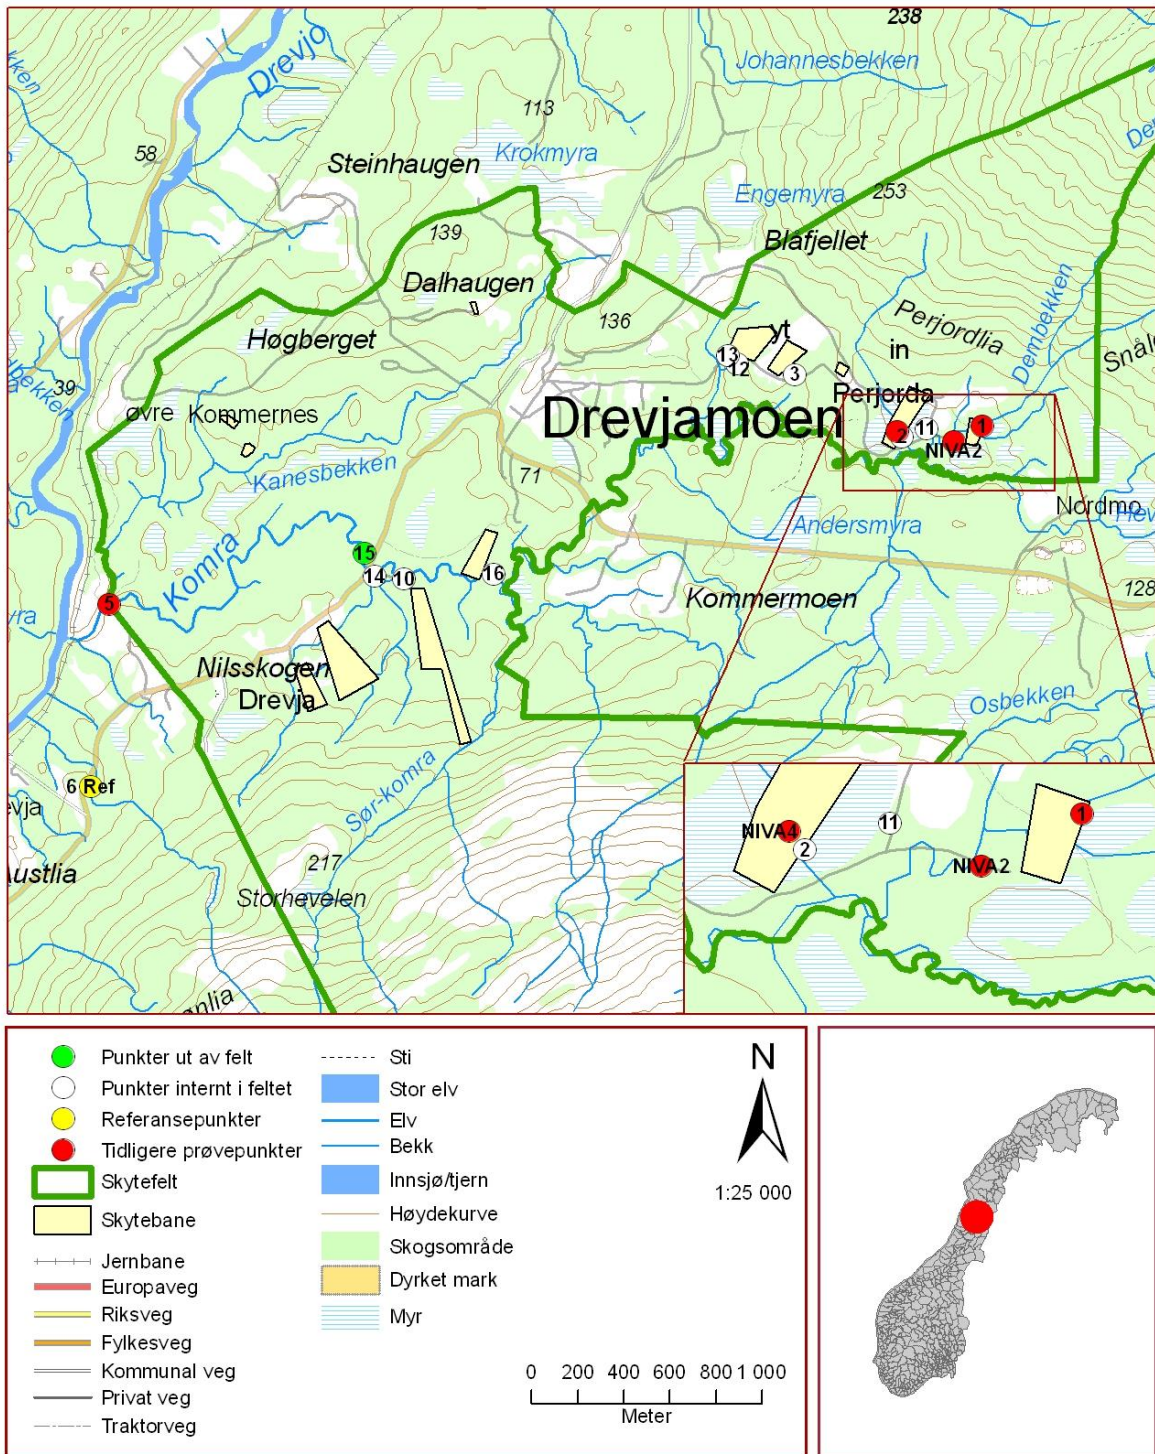 238
Drevjo
Johannesbekken
113
58
Krokmyra
Steinhaugen
Engemyra
253
139
Blåfjellet
Dalhaugen
136
Høgberget
Perjordlia
Dembekken
yt
in
13
12
3
39
øvre Kommernes
Perjorda
Drevjamoen
2
11
1
NIVA2
Kanesbekken
71
Nordmo
Andersmyra
15
14
10
16
Komra
Kommermoen
128
5
Nilsskogen
Drevja
Osbekken
6 Ref
Sør-komra
217
Storhevelen
NIVA4
2
11
1
NIVA2
Punkter ut av felt
Punkter internt i feltet
Referansepunkter
Tidligere prøvepunkter
Skytefelt
Skytebane
Jernbane
Europaveg
Riksveg
Fylkesveg
Kommunal veg
Privat veg
Traktorveg
Sti
Stor elv
Elv
Bekk
Innsjø/tjern
Høydekurve
Skogsområde
Dyrket mark
Myr
N
1:25 000
0 200 400 600 800 1 000
Meter